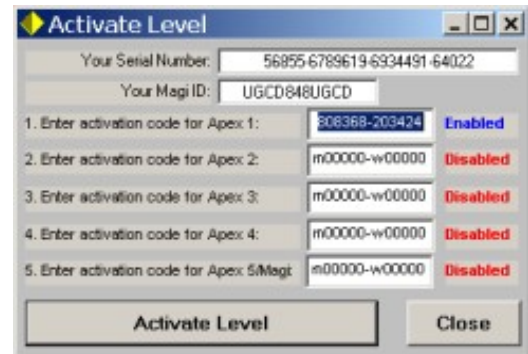 Activate Level
Your Serial Number: 56855-6789619-6934491-64022
Your Magi ID: UGCD848UGCD
1. Enter activation code for Apex 1: 808368-203424 Enabled
2. Enter activation code for Apex 2: m00000-w00000 Disabled
3. Enter activation code for Apex 3: m00000-w00000 Disabled
4. Enter activation code for Apex 4: m00000-w00000 Disabled
5. Enter activation code for Apex 5/Magi: m00000-w00000 Disabled
Activate Level Close